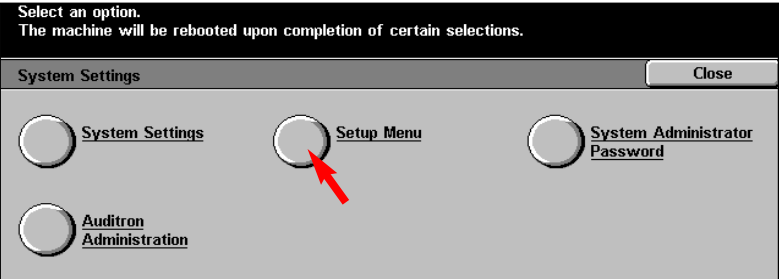 Select an option.
The machine will be rebooted upon completion of certain selections.
System Settings
Close
System Settings
Setup Menu
System Administrator
Password
Auditron
Administration